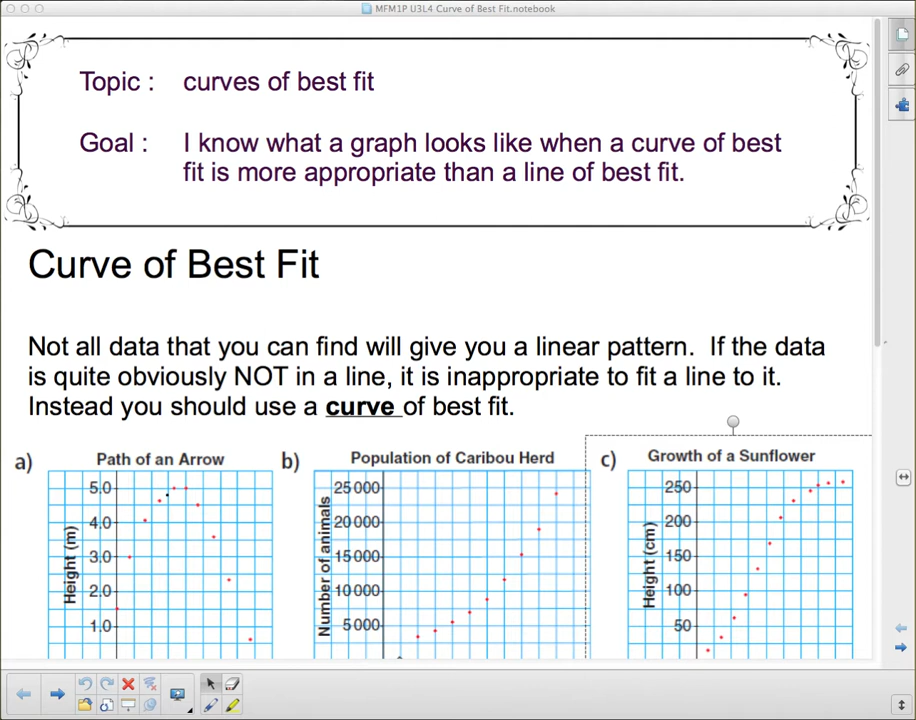 MFM1P U3L4 Curve of Best Fit.notebook
Topic : curves of best fit
Goal : I know what a graph looks like when a curve of best
fit is more appropriate than a line of best fit.
Curve of Best Fit
Not all data that you can find will give you a linear pattern. If the data
is quite obviously NOT in a line, it is inappropriate to fit a line to it.
Instead you should use a curve of best fit.
a) Path of an Arrow
5.0
4.0
3.0
2.0
1.0
Height (m)
b) Population of Caribou Herd
25 000
20 000
15 000
10 000
5 000
Number of animals
c) Growth of a Sunflower
250
200
150
100
50
Height (cm)